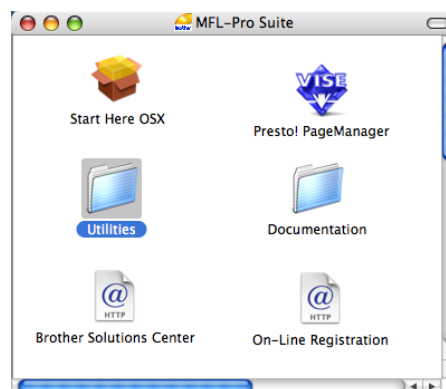 MFL-Pro Suite
Start Here OSX
VISE
Presto! PageManager
Utilities
Documentation
@
HTTP
Brother Solutions Center
@
HTTP
On-Line Registration